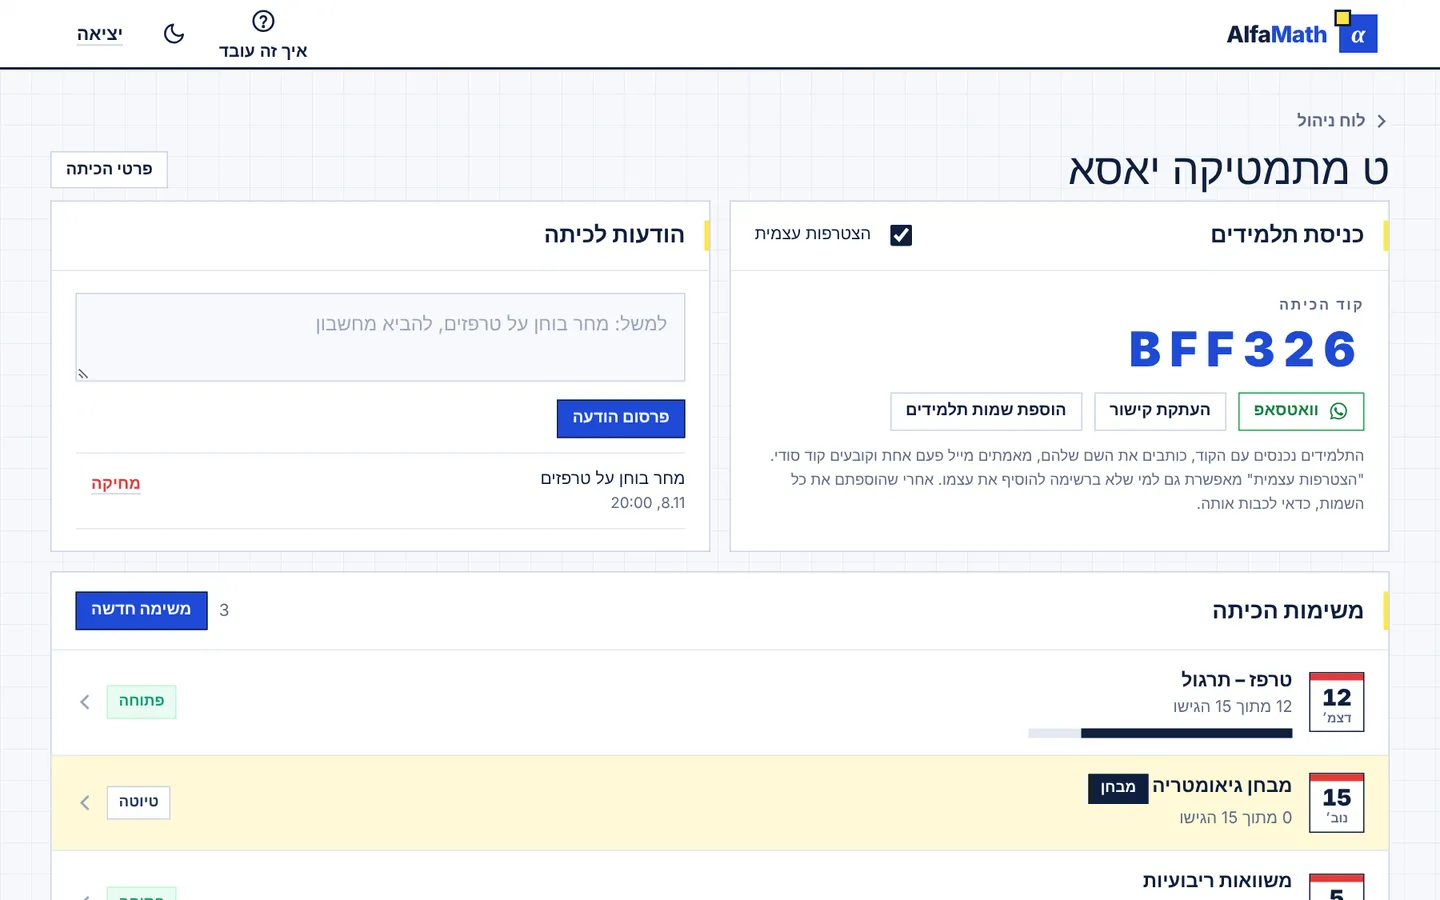 α
AlfaMath
איך זה עובד
יציאה
לוח ניהול
ט מתמטיקה יאסא
פרטי הכיתה
כניסת תלמידים
הצטרפות עצמית
קוד הכיתה
BFF326
וואטסאפ
העתקת קישור
הוספת שמות תלמידים
התלמידים נכנסים עם הקוד, כותבים את השם שלהם, מאמתים מייל פעם אחת וקובעים קוד סודי.
"הצטרפות עצמית" מאפשרת גם למי שלא ברשימה להוסיף את עצמו. אחרי שהוספתם את כל
השמות, כדאי לכבות אותה.
הודעות לכיתה
למשל: מחר בוחן על טרפזים, להביא מחשבון
פרסום הודעה
מחר בוחן על טרפזים
8.11, 20:00
מחיקה
משימות הכיתה
3
משימה חדשה
12
דצמ׳
טרפז – תרגול
12 מתוך 15 הגישו
פתוחה
15
נוב׳
מבחן גיאומטריה
מבחן
0 מתוך 15 הגישו
טיוטה
5
משוואות ריבועיות
פתוחה